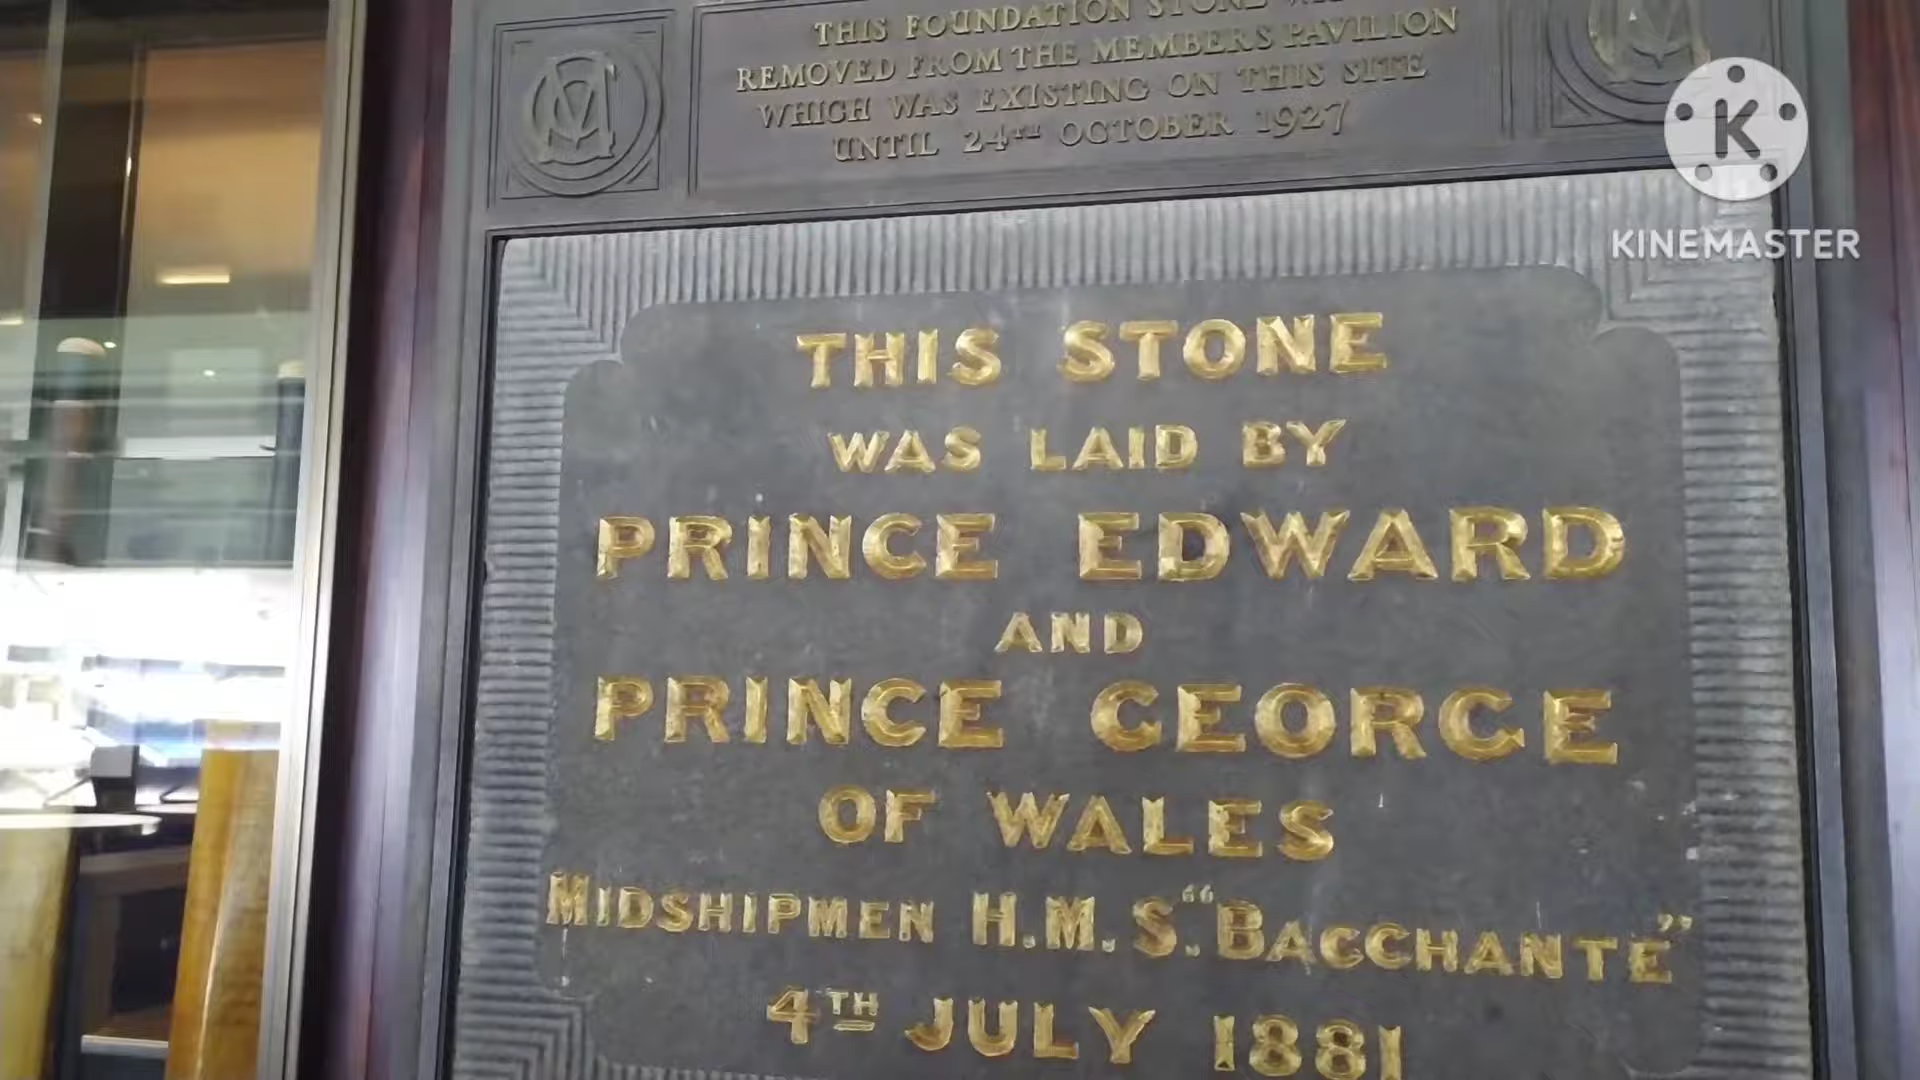 THIS FOUNDATION STONE
REMOVED FROM THE MEMBERS PAVILION
WHICH WAS EXISTING ON THIS SITE
UNTIL 24TH OCTOBER 1927
K
KINEMASTER
THIS STONE
WAS LAID BY
PRINCE EDWARD
AND
PRINCE GEORGE
OF WALES
MIDSHIPMEN H.M.S. "BACCHANTE"
4TH JULY 1881